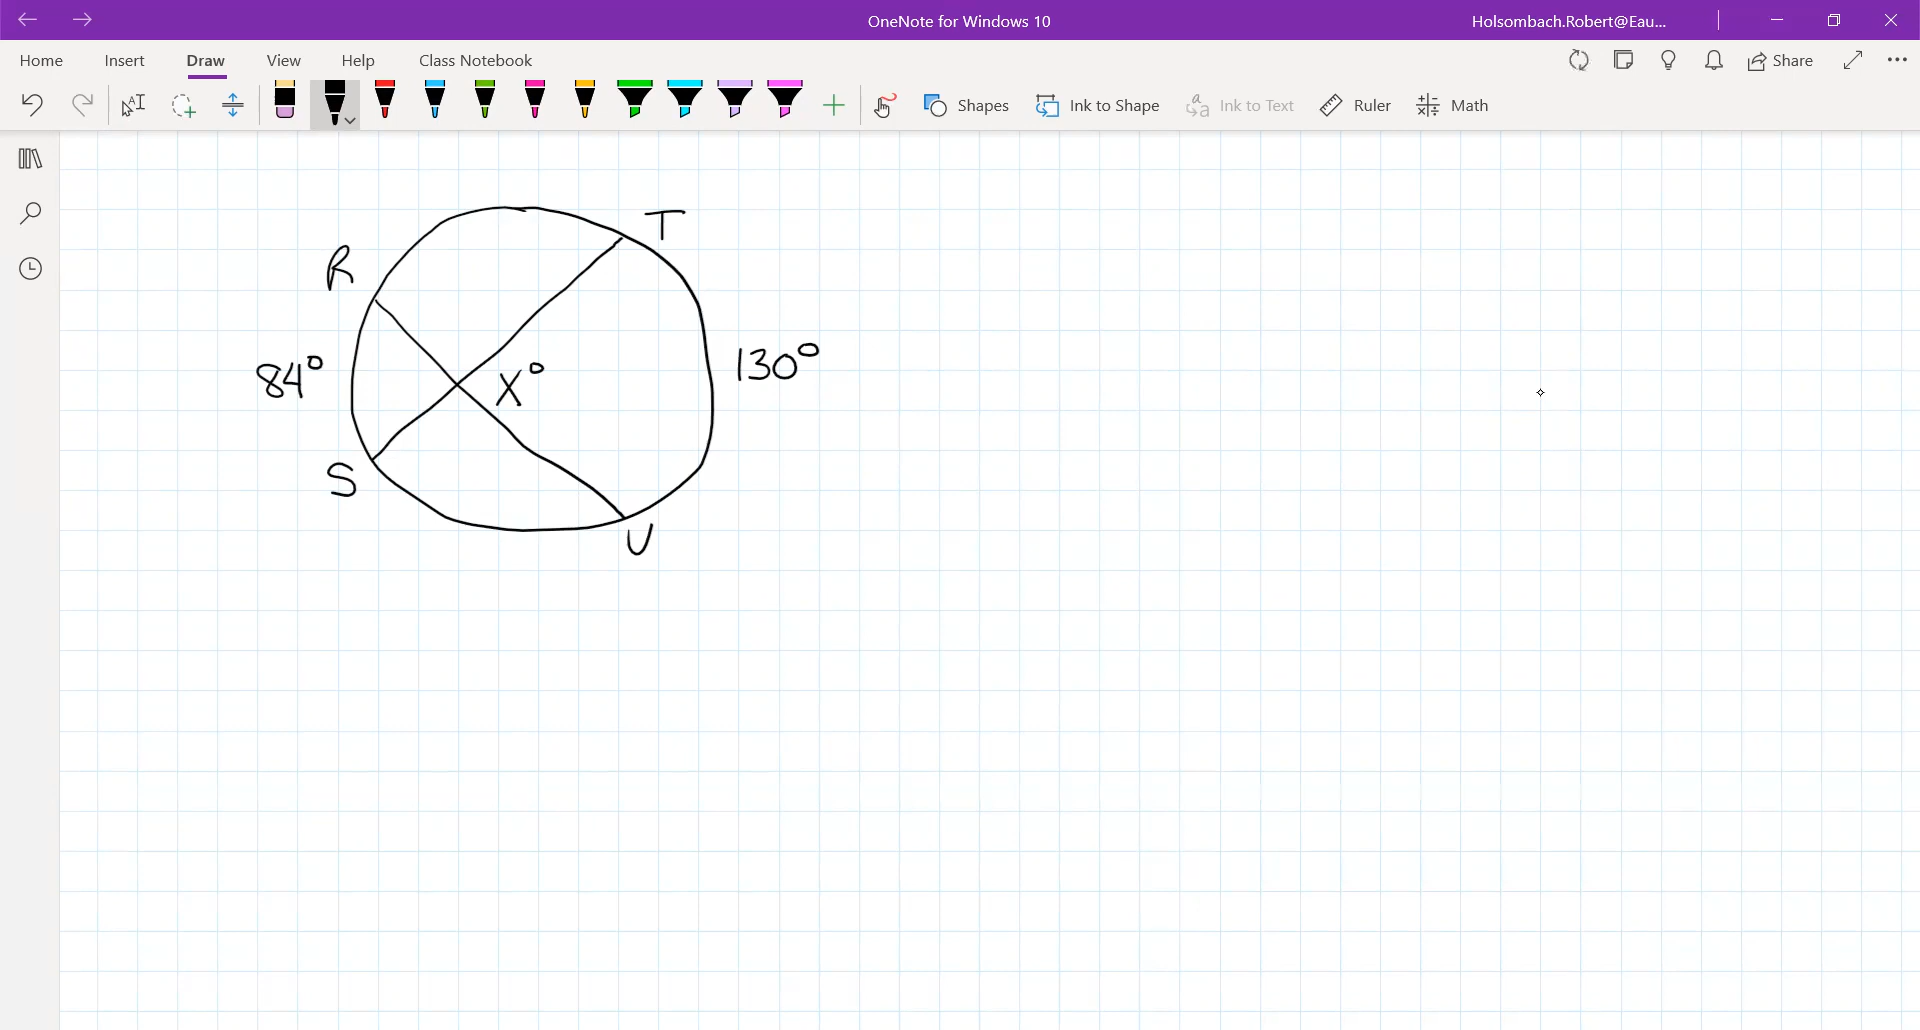 OneNote for Windows 10
Holsombach.Robert@Eau...
Home Insert Draw View Help Class Notebook
Share
Shapes Ink to Shape Ink to Text Ruler Math
T
R
84° x° 130°
S
U